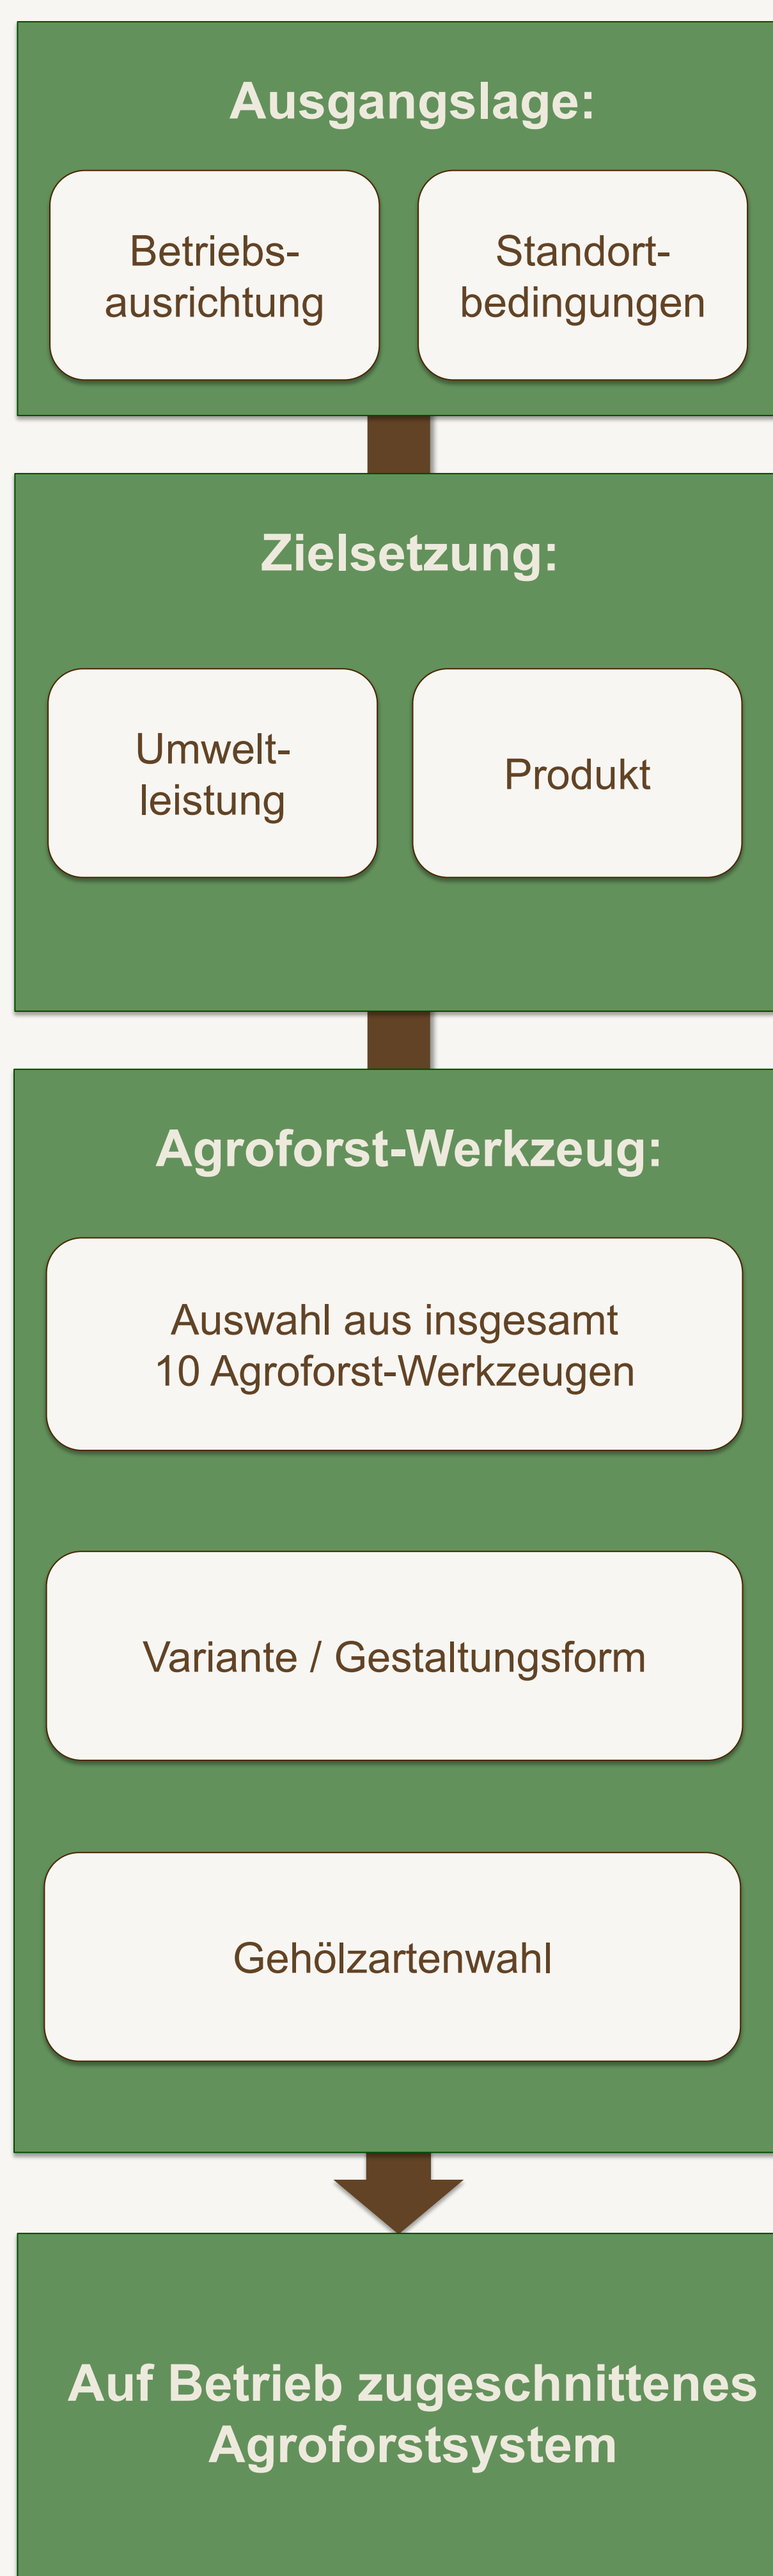 Ausgangslage:
Betriebs-
ausrichtung
Standort-
bedingungen
Zielsetzung:
Umwelt-
leistung
Produkt
Agroforst-Werkzeug:
Auswahl aus insgesamt
10 Agroforst-Werkzeugen
Variante / Gestaltungsform
Gehölzartenwahl
Auf Betrieb zugeschnittenes
Agroforstsystem